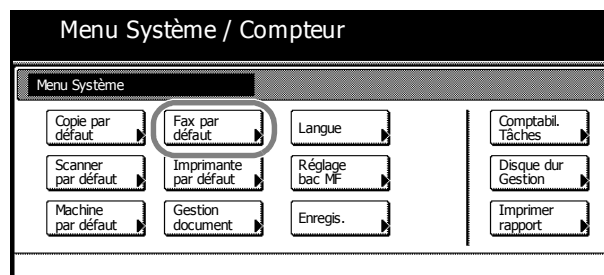 Menu Système / Compteur
Menu Système
Copie par
défaut
Fax par
défaut
Langue
Comptabil.
Tâches
Scanner
par défaut
Imprimante
par défaut
Réglage
bac MF
Disque dur
Gestion
Machine
par défaut
Gestion
document
Enregis.
Imprimer
rapport